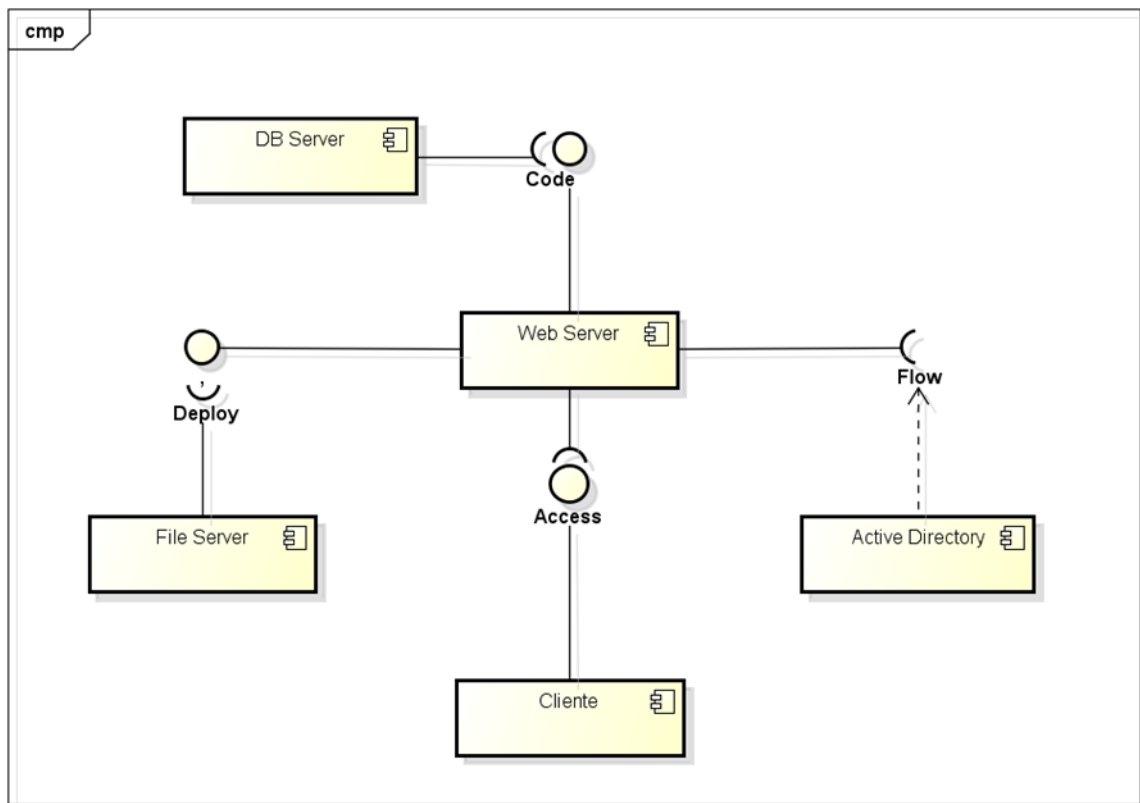 cmp
DB Server
Code
Web Server
Flow
Deploy
Access
File Server
Active Directory
Cliente